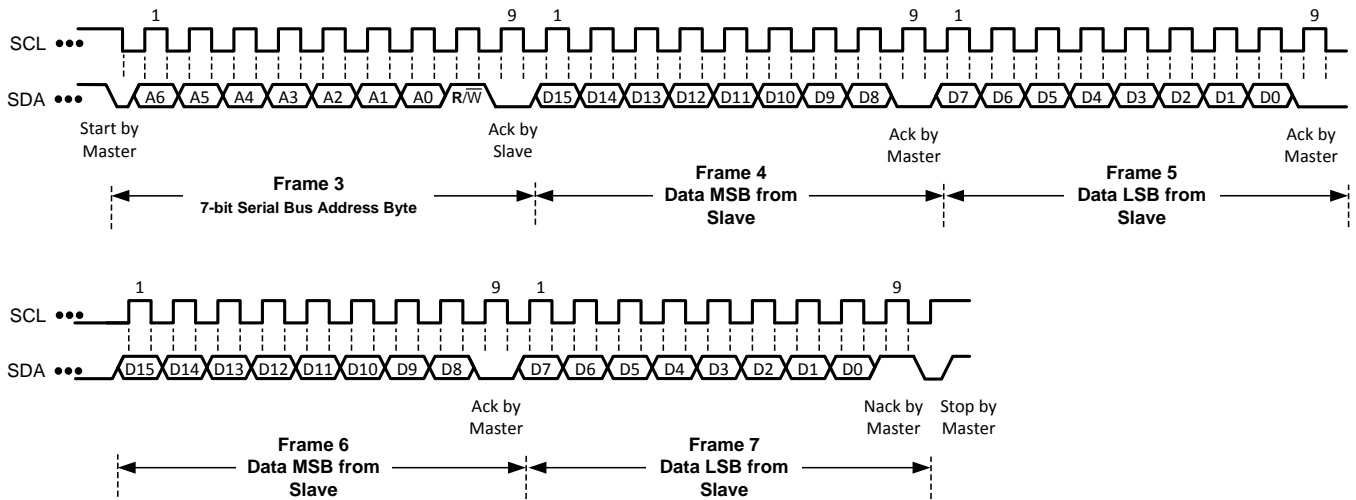 1 9 1 9 1 9
SCL
SDA A6 A5 A4 A3 A2 A1 A0 R/W̅ D15 D14 D13 D12 D11 D10 D9 D8 D7 D6 D5 D4 D3 D2 D1 D0
Start by
Master
Ack by
Slave
Ack by
Master
Ack by
Master
Frame 3
7-bit Serial Bus Address Byte
Frame 4
Data MSB from
Slave
Frame 5
Data LSB from
Slave
1 9 1 9
SCL
SDA D15 D14 D13 D12 D11 D10 D9 D8 D7 D6 D5 D4 D3 D2 D1 D0
Ack by
Master
Nack by
Master
Stop by
Master
Frame 6
Data MSB from
Slave
Frame 7
Data LSB from
Slave